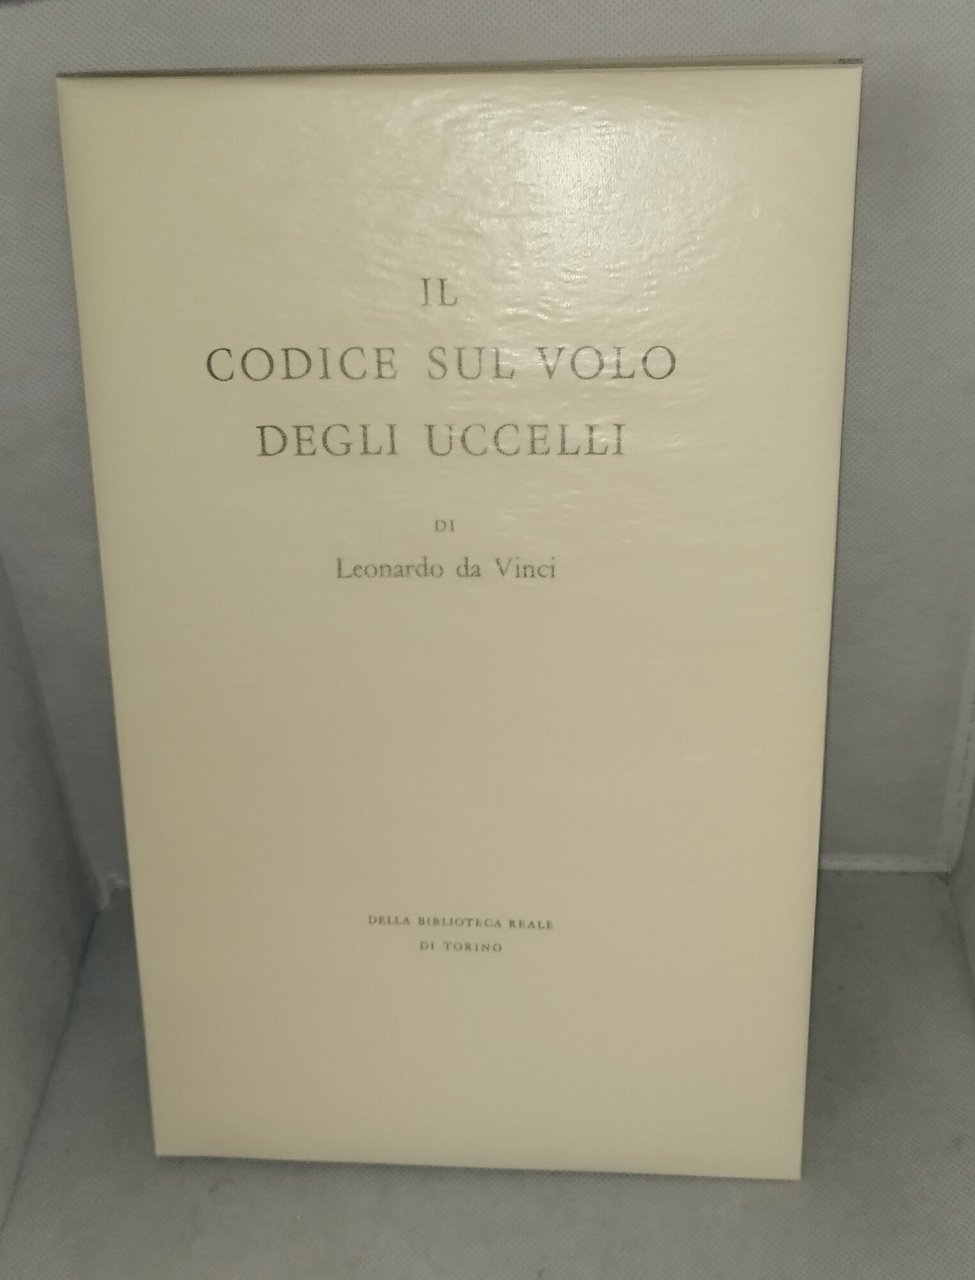 IL
CODICE SUL VOLO
DEGLI UCCELLI
DI
Leonardo da Vinci
DELLA BIBLIOTECA REALE
DI TORINO